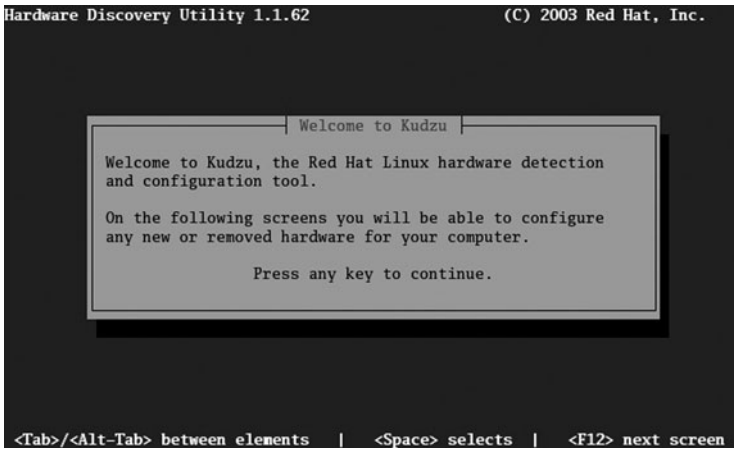 Hardware Discovery Utility 1.1.62 (C) 2003 Red Hat, Inc.
Welcome to Kudzu
Welcome to Kudzu, the Red Hat Linux hardware detection
and configuration tool.
On the following screens you will be able to configure
any new or removed hardware for your computer.
Press any key to continue.
<Tab>/<Alt-Tab> between elements | <Space> selects | <F12> next screen